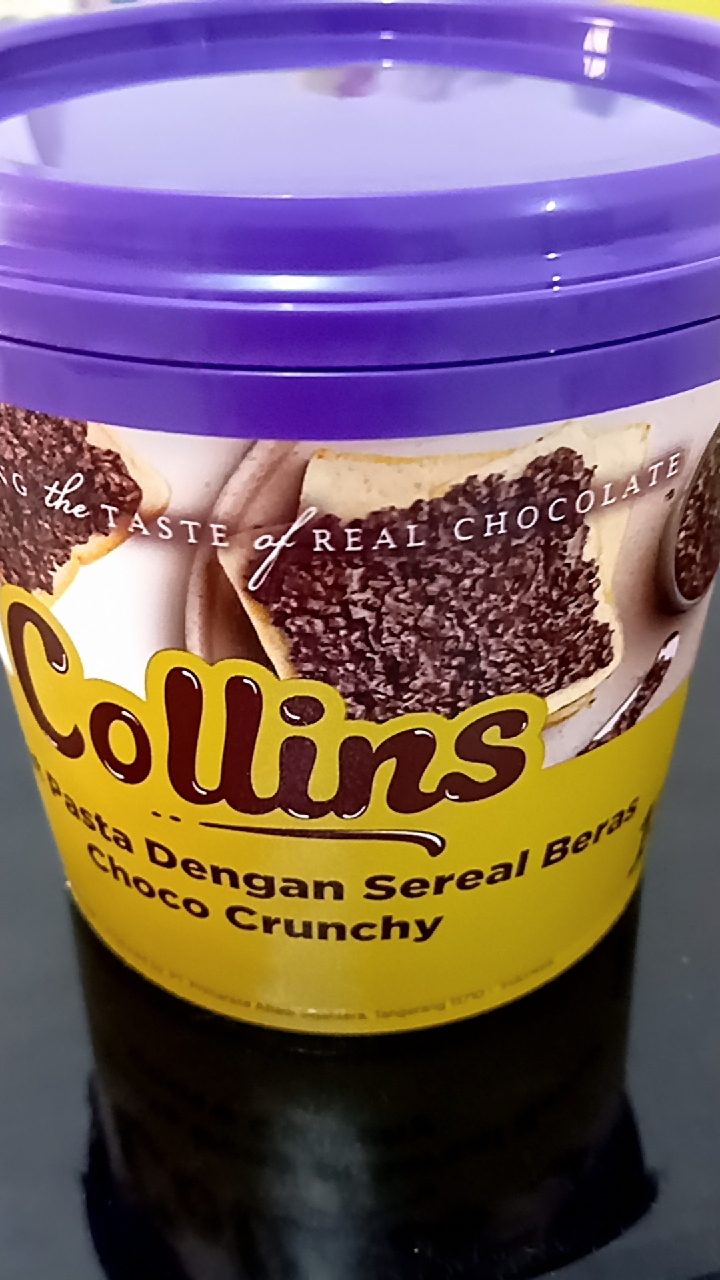 the TASTE of REAL CHOCOLATE
Collins
Pasta Dengan Sereal Beras
Choco Crunchy